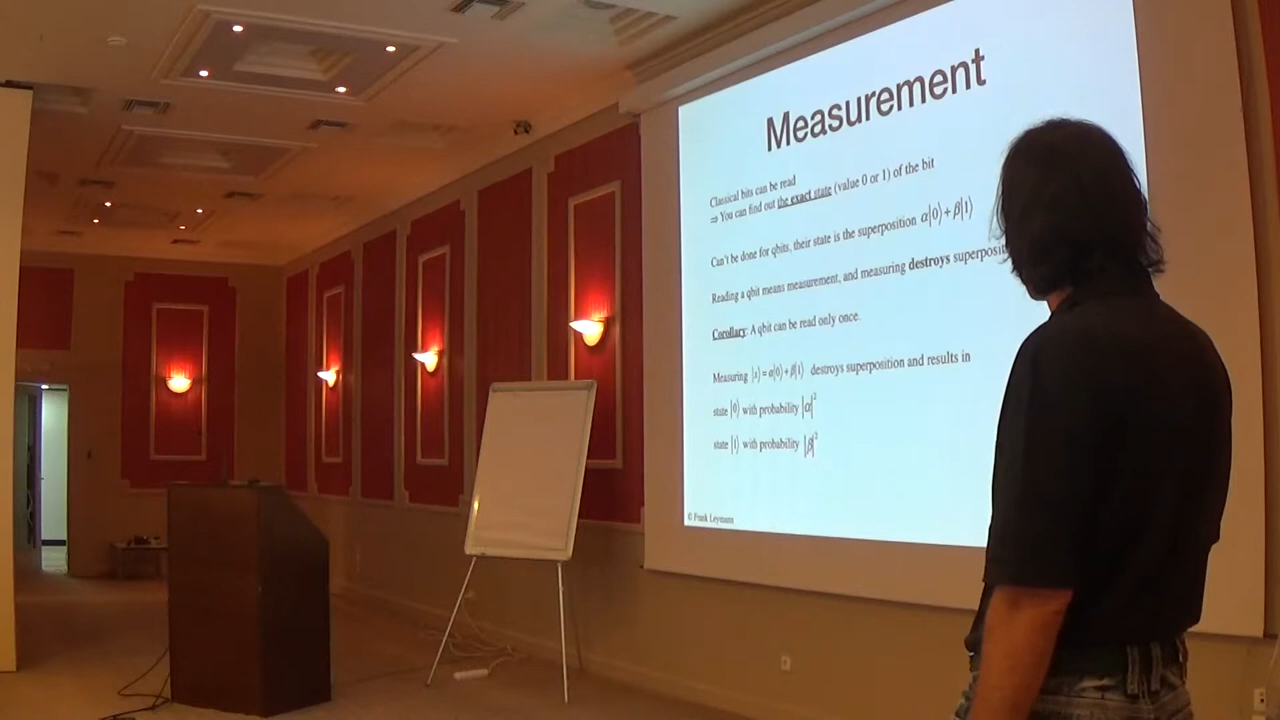 Measurement
Classical bits can be read
⇒ You can find out the exact state (value 0 or 1) of the bit
Can't be done for qbits, their state is the superposition α|0⟩+β|1⟩
Reading a qbit means measurement, and measuring destroys superposit
Corollary: A qbit can be read only once.
Measuring |s⟩=α|0⟩+β|1⟩ destroys superposition and results in
state |0⟩ with probability |α|²
state |1⟩ with probability |β|²
© Frank Leymann